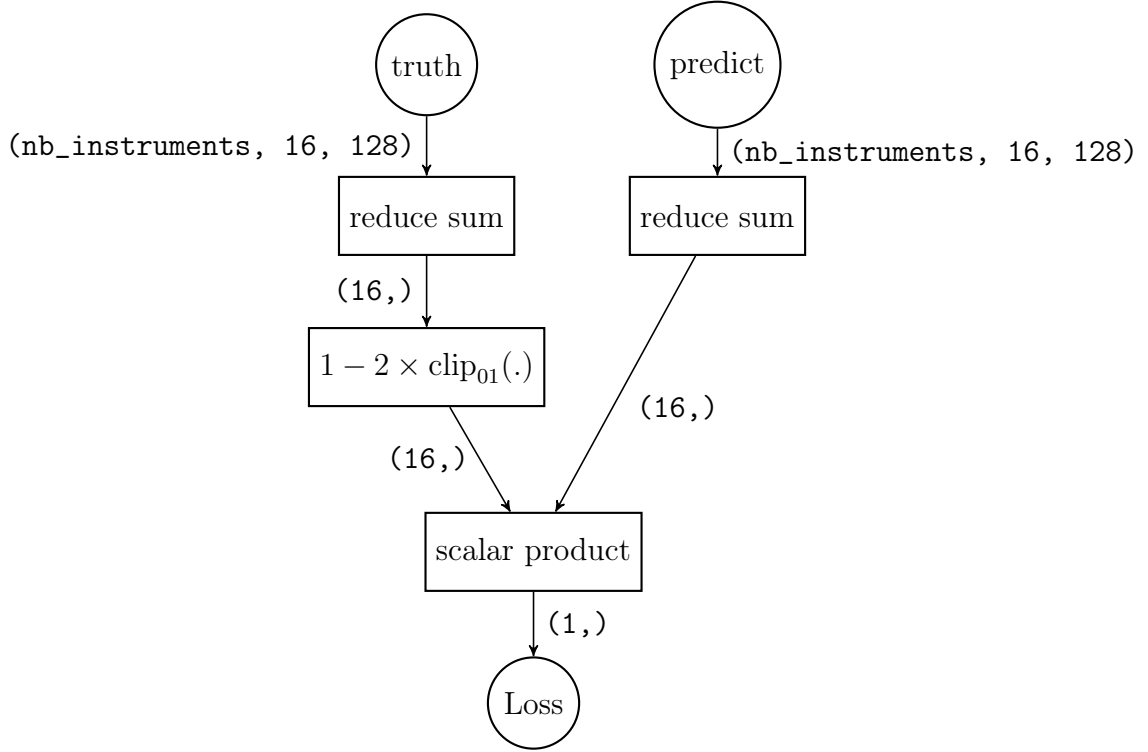 truth
predict
(nb_instruments, 16, 128)
(nb_instruments, 16, 128)
reduce sum
reduce sum
(16,)
1 − 2 × clip₀₁(.)
(16,)
(16,)
scalar product
(1,)
Loss